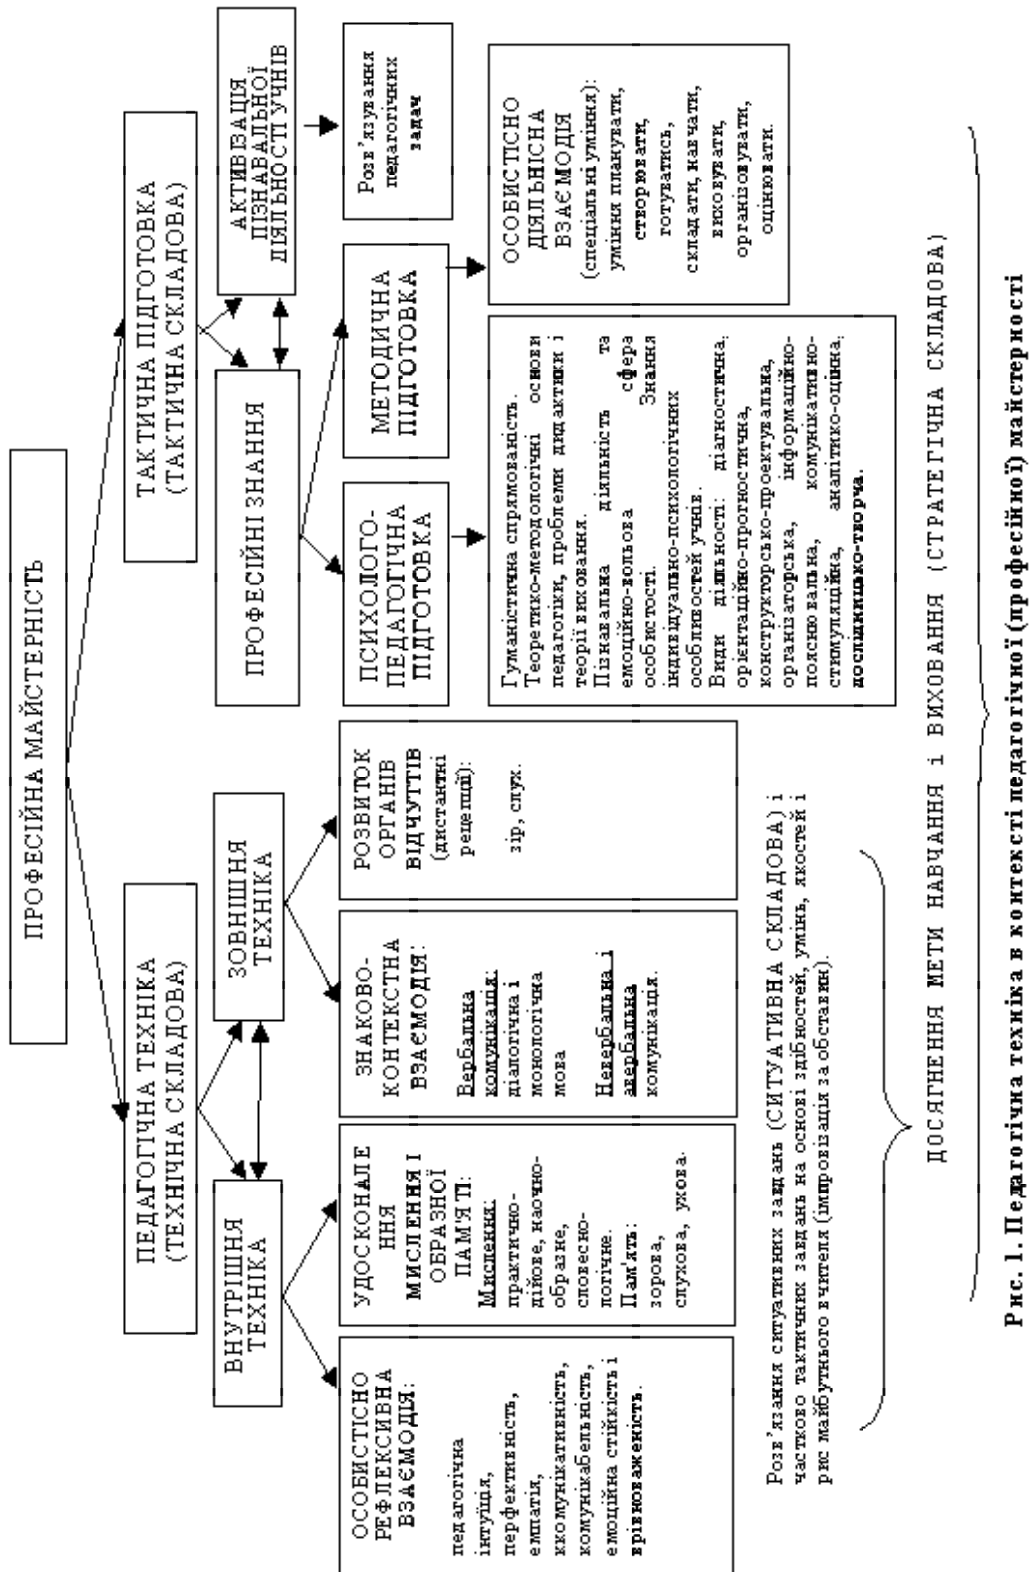 ПРОФЕСІЙНА МАЙСТЕРНІСТЬ
ПЕДАГОГІЧНА ТЕХНІКА
(ТЕХНІЧНА СКЛАДОВА)
ТАКТИЧНА ПІДГОТОВКА
(ТАКТИЧНА СКЛАДОВА)
ВНУТРІШНЯ
ТЕХНІКА
ЗОВНІШНЯ
ТЕХНІКА
ПРОФЕСІЙНІ ЗНАННЯ
АКТИВІЗАЦІЯ
ПІЗНАВАЛЬНОЇ
ДІЯЛЬНОСТІ УЧНІВ
ОСОБИСТІСНО
РЕФЛЕКСИВНА
ВЗАЄМОДІЯ:
педагогічна
інтуїція,
перфективність,
емпатія,
ккомунікативність,
комунікабельність,
емоційна стійкість і
врівноваженість.
УДОСКОНАЛЕ
ННЯ
МИСЛЕННЯ І
ОБРАЗНОЇ
ПАМ'ЯТІ:
Мислення:
практично-
дійове, наочно-
образне,
словесно-
логічне.
Пам'ять:
зорова,
слухова, ухова.
ЗНАКОВО-
КОНТЕКСТНА
ВЗАЄМОДІЯ:
Вербальна
комунікація:
діалогічна і
монологічна
мова
Невербальна і
авербальна
комунікація.
РОЗВИТОК
ОРГАНІВ
ВІДЧУТТІВ
(дистантні
рецепції):
зір, слух.
ПСИХОЛОГО-
ПЕДАГОГІЧНА
ПІДГОТОВКА
МЕТОДИЧНА
ПІДГОТОВКА
Розв'язування
педагогічних
задач
Гуманістична спрямованість.
Теоретико-методологічні основи
педагогіки, проблеми дидактики і
теорії виховання.
Пізнавальна діяльність та
емоційно-вольова сфера
особистості. Знання
індивідуально-психологічних
особливостей учнів.
Види діяльності: діагностична,
орієнтаційно-прогностична,
конструкторсько-проектувальна,
організаторська, інформаційно-
пояснювальна, комунікативно-
стимуляційна, аналітико-оцінна,
дослідницько-творча.
ОСОБИСТІСНО
ДІЯЛЬНІСНА
ВЗАЄМОДІЯ
(спеціальні уміння):
уміння планувати,
створювати,
готуватись,
складати, навчати,
виховувати,
організовувати,
оцінювати.
Розв'язання ситуативних завдань (СИТУАТИВНА СКЛАДОВА) і
частково тактичних завдань на основі здібностей, умінь, якостей і
рис майбутнього вчителя (імпровізація за обставин).
ДОСЯГНЕННЯ МЕТИ НАВЧАННЯ і ВИХОВАННЯ (СТРАТЕГІЧНА СКЛАДОВА)
Рис. 1. Педагогічна техніка в контексті педагогічної (професійної) майстерності